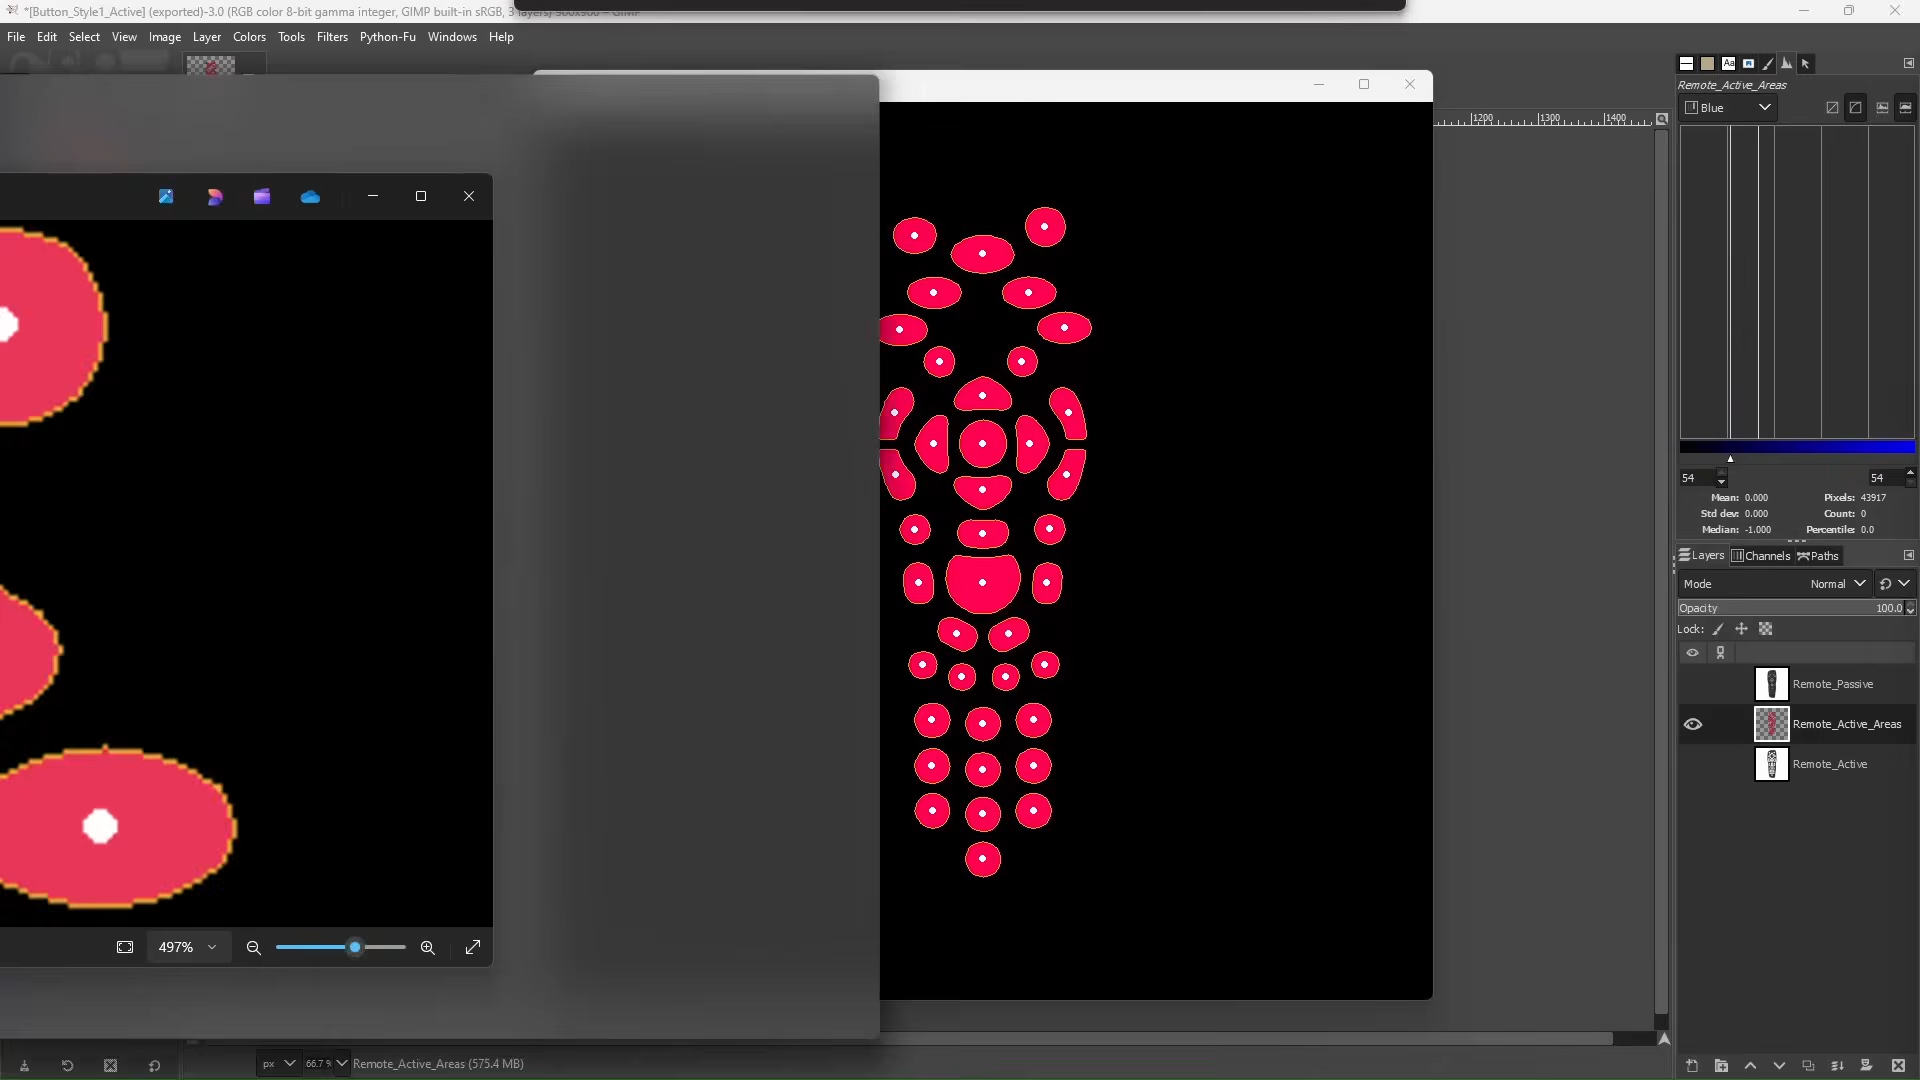 *[Button_Style1_Active] (exported)-3.0 (RGB color 8-bit gamma integer, GIMP built-in sRGB, 3 layers) 900x900 – GIMP
File Edit Select View Image Layer Colors Tools Filters Python-Fu Windows Help
Aa
Remote_Active_Areas
Blue
1200 1300 1400
54 54
Mean: 0.000 Pixels: 43917
Std dev: 0.000 Count: 0
Median: -1.000 Percentile: 0.0
Layers Channels Paths
Mode Normal
Opacity 100.0
Lock:
Remote_Passive
Remote_Active_Areas
Remote_Active
497%
px 66.7 % Remote_Active_Areas (575.4 MB)